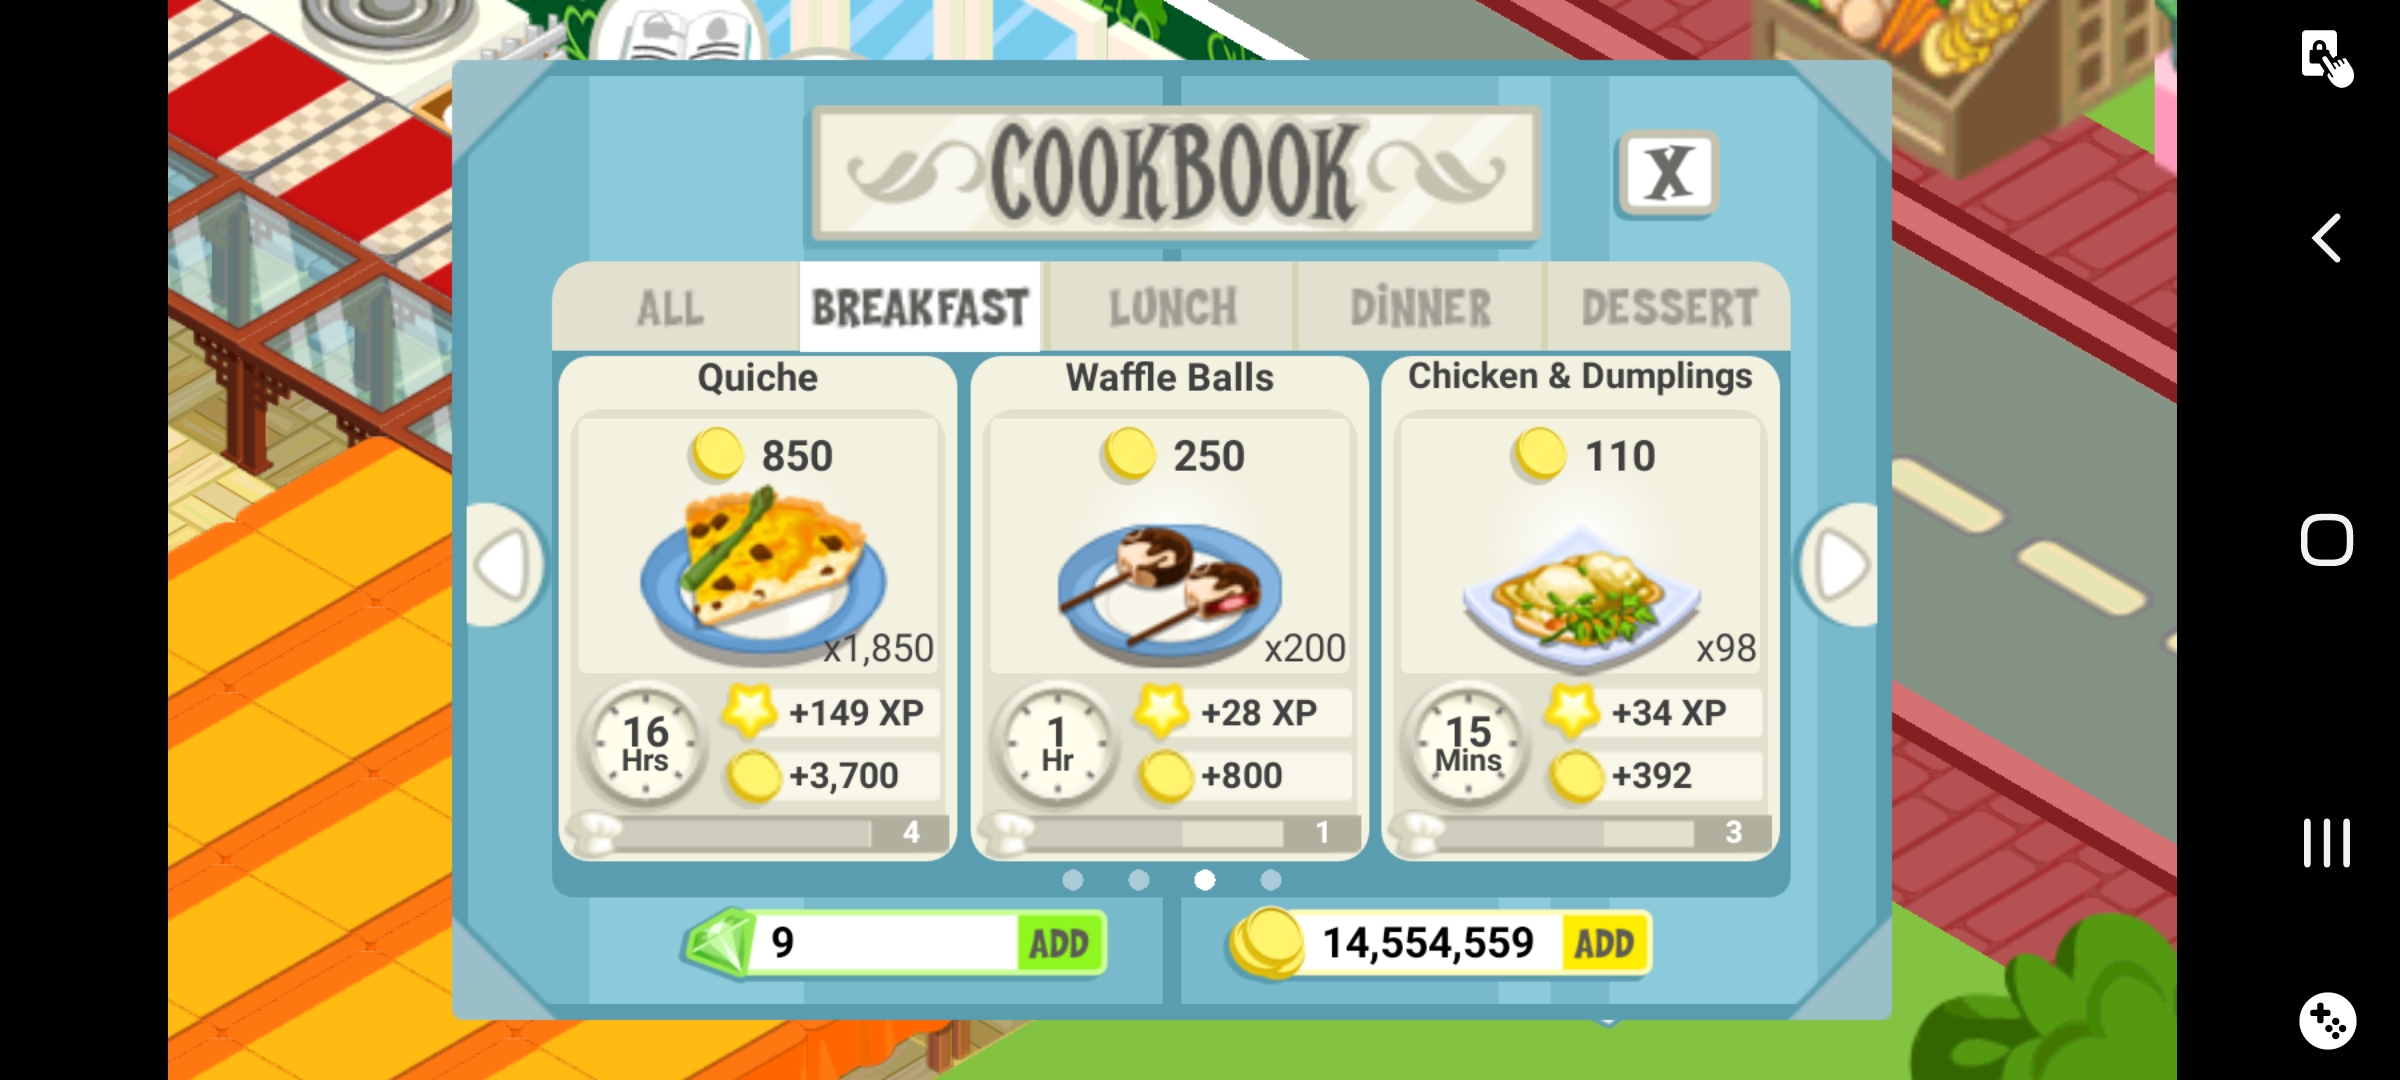 COOKBOOK
X
ALL
BREAKFAST
LUNCH
DINNER
DESSERT
Quiche
850
x1,850
16
Hrs
+149 XP
+3,700
4
Waffle Balls
250
x200
1
Hr
+28 XP
+800
1
Chicken & Dumplings
110
x98
15
Mins
+34 XP
+392
3
9
ADD
14,554,559
ADD